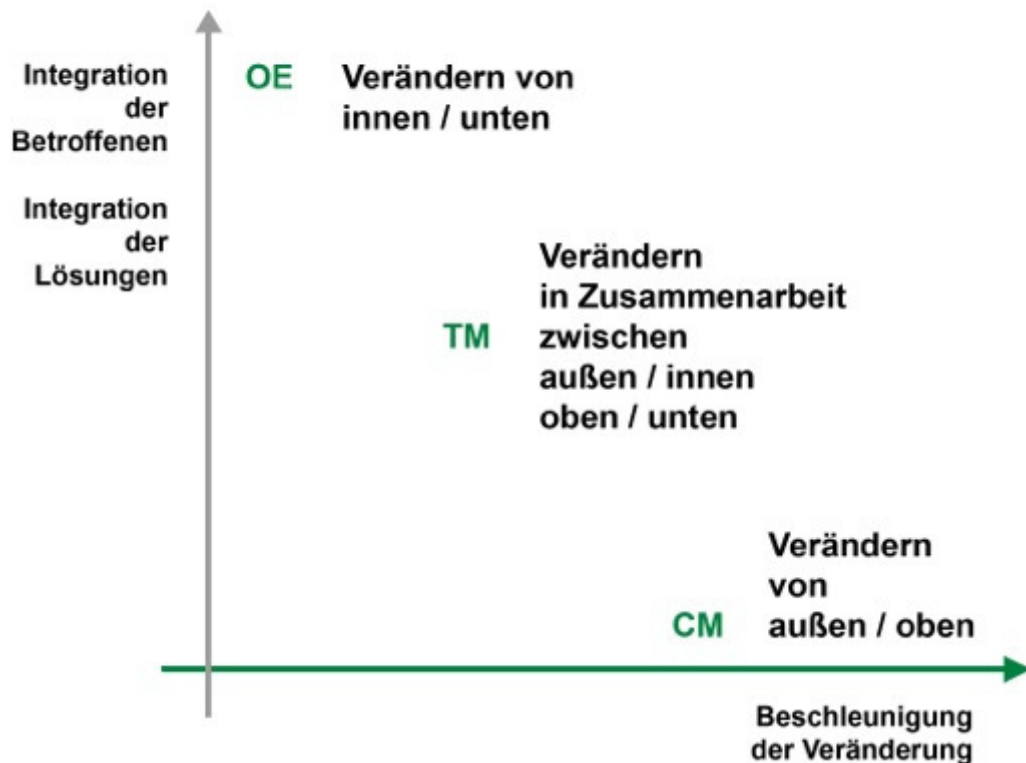 Integration
der
Betroffenen
Integration
der
Lösungen
OE
Verändern von
innen / unten
TM
Verändern
in Zusammenarbeit
zwischen
außen / innen
oben / unten
CM
Verändern
von
außen / oben
Beschleunigung
der Veränderung